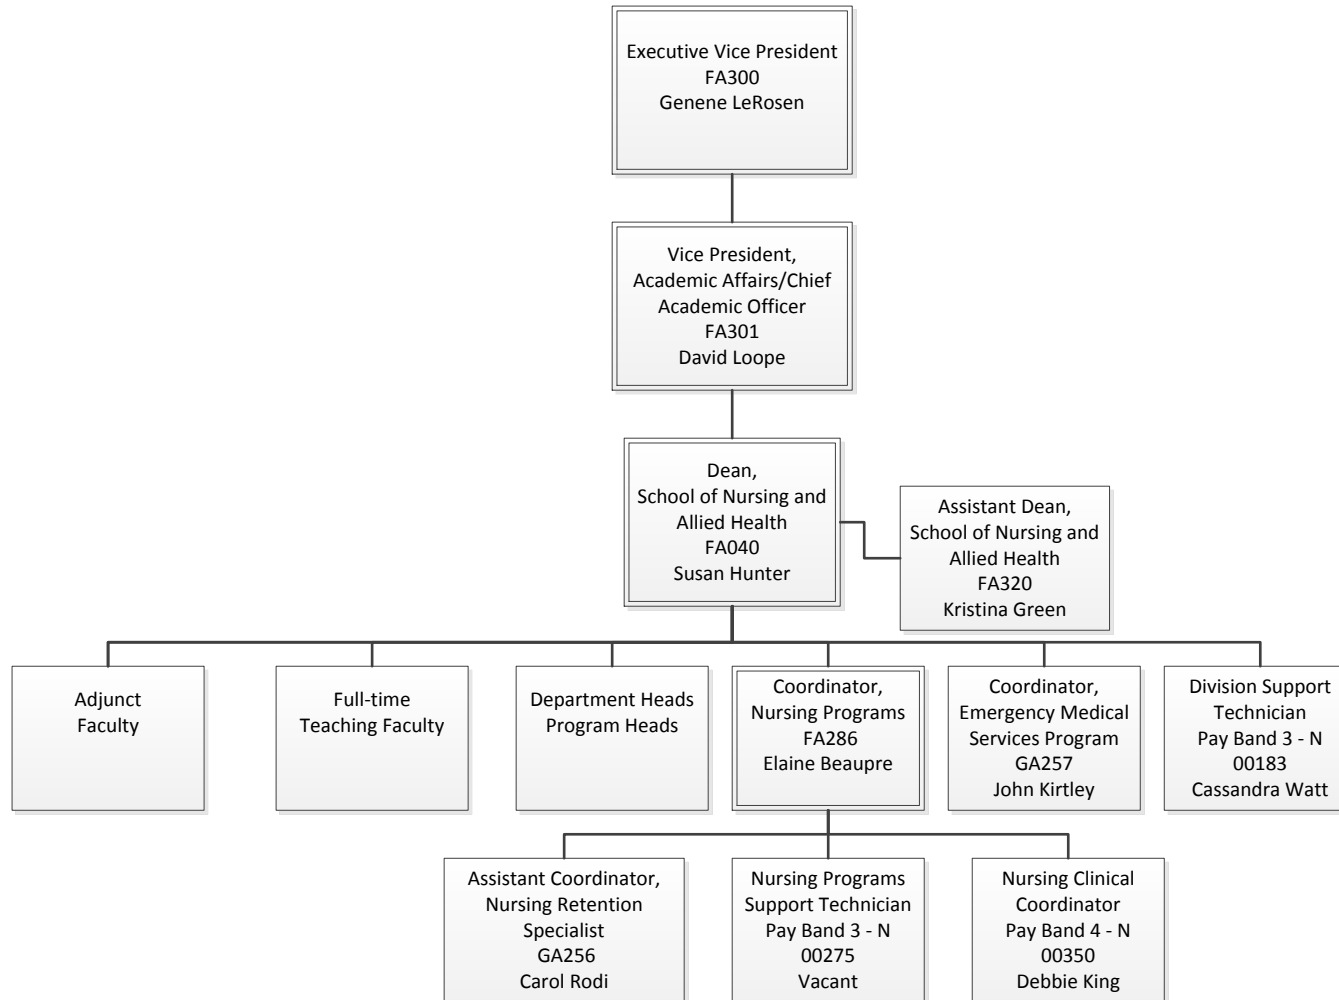 Executive Vice President
FA300
Genene LeRosen
Vice President,
Academic Affairs/Chief
Academic Officer
FA301
David Loope
Dean,
School of Nursing and
Allied Health
FA040
Susan Hunter
Assistant Dean,
School of Nursing and
Allied Health
FA320
Kristina Green
Adjunct
Faculty
Full-time
Teaching Faculty
Department Heads
Program Heads
Coordinator,
Nursing Programs
FA286
Elaine Beaupre
Coordinator,
Emergency Medical
Services Program
GA257
John Kirtley
Division Support
Technician
Pay Band 3 - N
00183
Cassandra Watt
Assistant Coordinator,
Nursing Retention
Specialist
GA256
Carol Rodi
Nursing Programs
Support Technician
Pay Band 3 - N
00275
Vacant
Nursing Clinical
Coordinator
Pay Band 4 - N
00350
Debbie King